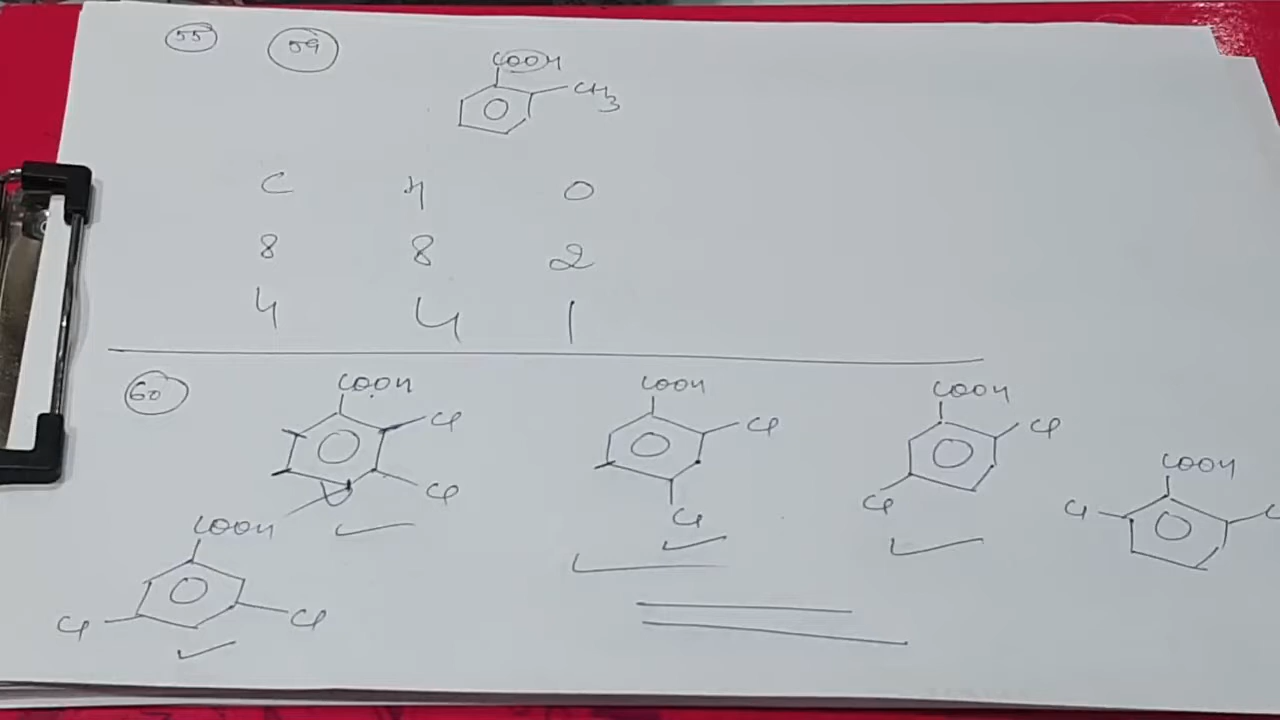 55 59
COOH
CH3
C H O
8 8 2
4 4 1
60
COOH COOH COOH
Cl Cl Cl
Cl Cl Cl
COOH
Cl
COOH
Cl Cl